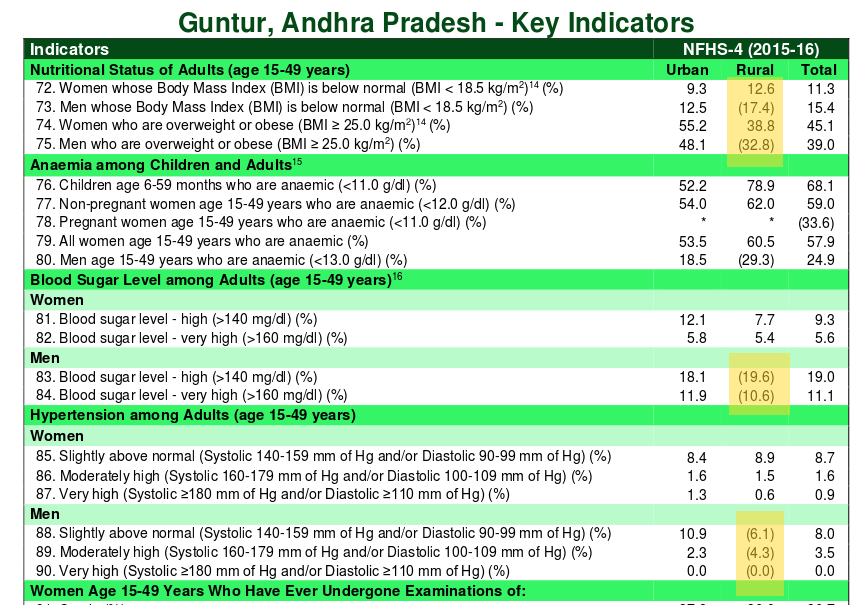 Guntur, Andhra Pradesh - Key Indicators
Indicators NFHS-4 (2015-16)
Nutritional Status of Adults (age 15-49 years) Urban Rural Total
72. Women whose Body Mass Index (BMI) is below normal (BMI < 18.5 kg/m²)¹⁴ (%) 9.3 12.6 11.3
73. Men whose Body Mass Index (BMI) is below normal (BMI < 18.5 kg/m²) (%) 12.5 (17.4) 15.4
74. Women who are overweight or obese (BMI ≥ 25.0 kg/m²)¹⁴ (%) 55.2 38.8 45.1
75. Men who are overweight or obese (BMI ≥ 25.0 kg/m²) (%) 48.1 (32.8) 39.0
Anaemia among Children and Adults¹⁵
76. Children age 6-59 months who are anaemic (<11.0 g/dl) (%) 52.2 78.9 68.1
77. Non-pregnant women age 15-49 years who are anaemic (<12.0 g/dl) (%) 54.0 62.0 59.0
78. Pregnant women age 15-49 years who are anaemic (<11.0 g/dl) (%) * * (33.6)
79. All women age 15-49 years who are anaemic (%) 53.5 60.5 57.9
80. Men age 15-49 years who are anaemic (<13.0 g/dl) (%) 18.5 (29.3) 24.9
Blood Sugar Level among Adults (age 15-49 years)¹⁶
Women
81. Blood sugar level - high (>140 mg/dl) (%) 12.1 7.7 9.3
82. Blood sugar level - very high (>160 mg/dl) (%) 5.8 5.4 5.6
Men
83. Blood sugar level - high (>140 mg/dl) (%) 18.1 (19.6) 19.0
84. Blood sugar level - very high (>160 mg/dl) (%) 11.9 (10.6) 11.1
Hypertension among Adults (age 15-49 years)
Women
85. Slightly above normal (Systolic 140-159 mm of Hg and/or Diastolic 90-99 mm of Hg) (%) 8.4 8.9 8.7
86. Moderately high (Systolic 160-179 mm of Hg and/or Diastolic 100-109 mm of Hg) (%) 1.6 1.5 1.6
87. Very high (Systolic ≥180 mm of Hg and/or Diastolic ≥110 mm of Hg) (%) 1.3 0.6 0.9
Men
88. Slightly above normal (Systolic 140-159 mm of Hg and/or Diastolic 90-99 mm of Hg) (%) 10.9 (6.1) 8.0
89. Moderately high (Systolic 160-179 mm of Hg and/or Diastolic 100-109 mm of Hg) (%) 2.3 (4.3) 3.5
90. Very high (Systolic ≥180 mm of Hg and/or Diastolic ≥110 mm of Hg) (%) 0.0 (0.0) 0.0
Women Age 15-49 Years Who Have Ever Undergone Examinations of: